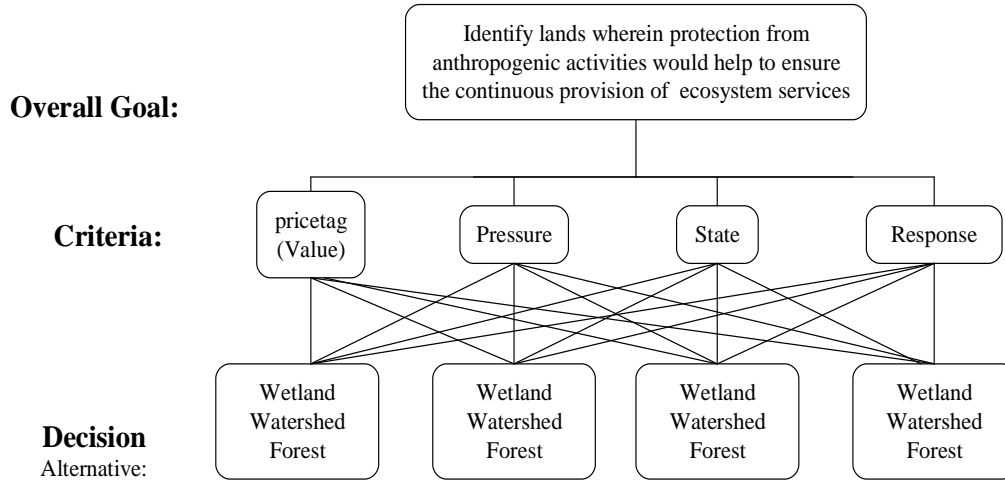 Overall Goal:
Identify lands wherein protection from
anthropogenic activities would help to ensure
the continuous provision of ecosystem services
Criteria:
pricetag
(Value)
Pressure
State
Response
Decision
Alternative:
Wetland
Watershed
Forest
Wetland
Watershed
Forest
Wetland
Watershed
Forest
Wetland
Watershed
Forest